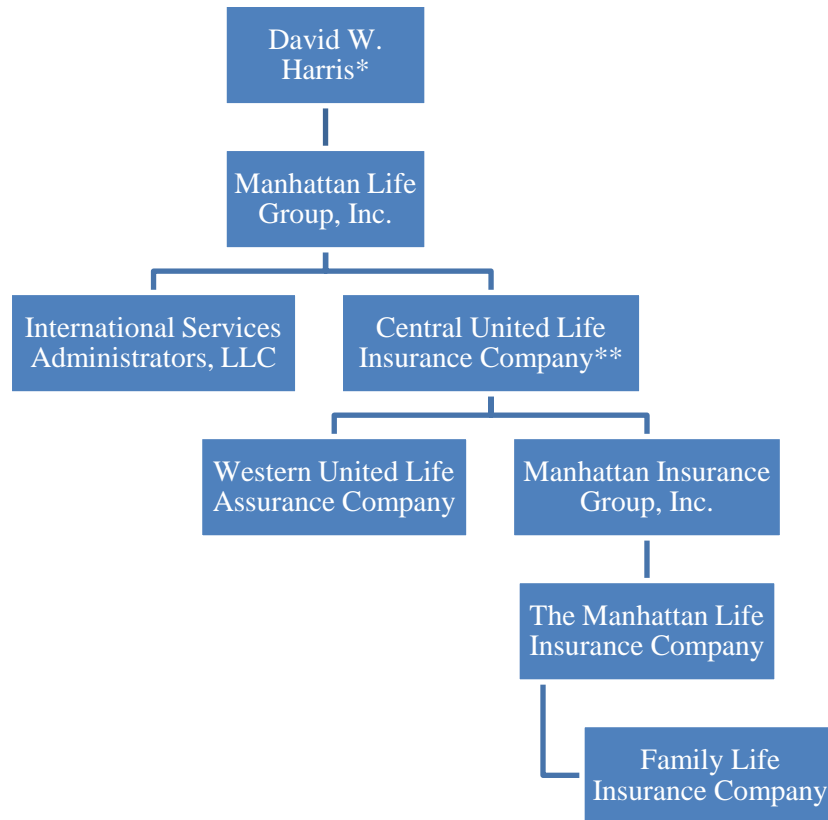 David W.
Harris*
Manhattan Life
Group, Inc.
International Services
Administrators, LLC
Central United Life
Insurance Company**
Western United Life
Assurance Company
Manhattan Insurance
Group, Inc.
The Manhattan Life
Insurance Company
Family Life
Insurance Company